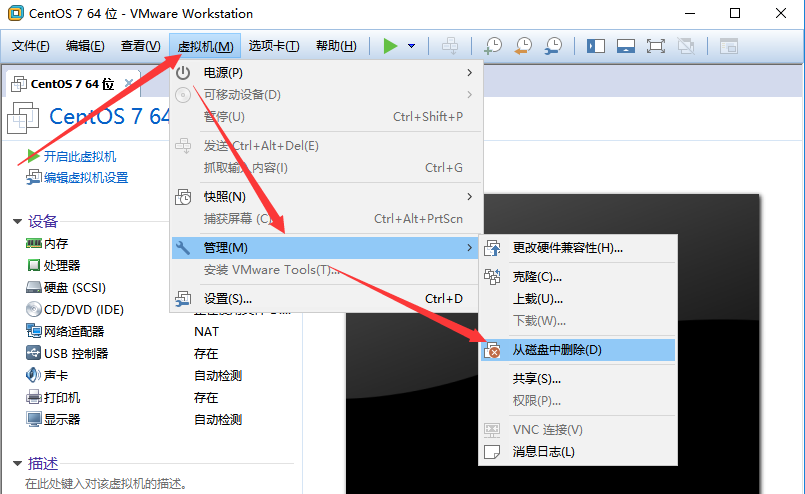 CentOS 7 64 位 - VMware Workstation
文件(F) 编辑(E) 查看(V) 虚拟机(M) 选项卡(T) 帮助(H)
CentOS 7 64 位
CentOS 7 64
开启此虚拟机
编辑虚拟机设置
设备
内存
处理器
硬盘 (SCSI)
CD/DVD (IDE)
网络适配器 NAT
USB 控制器 存在
声卡 自动检测
打印机 存在
显示器 自动检测
描述
在此处键入对该虚拟机的描述。
电源(P)
可移动设备(D)
暂停(U) Ctrl+Shift+P
发送 Ctrl+Alt+Del(E)
抓取输入内容(I) Ctrl+G
快照(N)
捕获屏幕 (C) Ctrl+Alt+PrtScn
管理(M)
安装 VMware Tools(T)...
设置(S)... Ctrl+D
更改硬件兼容性(H)...
克隆(C)...
上载(U)...
下载(W)...
从磁盘中删除(D)
共享(S)...
权限(P)...
VNC 连接(V)
消息日志(L)